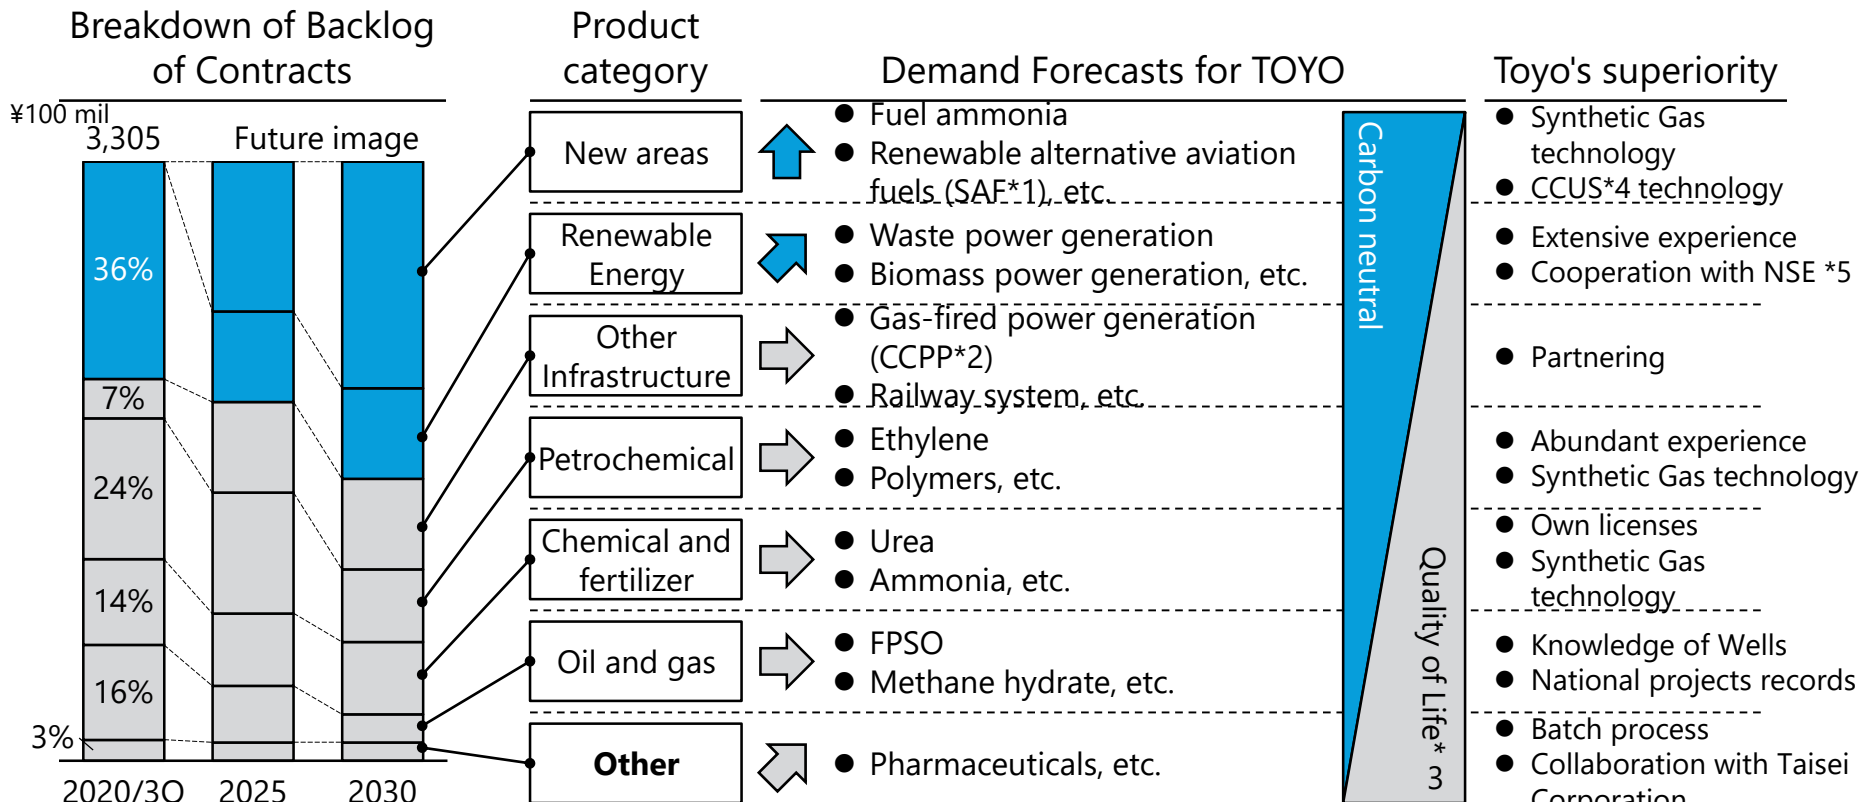 Breakdown of Backlog
of Contracts
Product
category
Demand Forecasts for TOYO
Toyo's superiority
¥100 mil
3,305
Future image
36%
7%
24%
14%
16%
3%
2020/3Q
2025
2030
New areas
● Fuel ammonia
● Renewable alternative aviation
fuels (SAF*1), etc.
● Synthetic Gas
technology
● CCUS*4 technology
Renewable
Energy
● Waste power generation
● Biomass power generation, etc.
● Extensive experience
● Cooperation with NSE *5
Other
Infrastructure
● Gas-fired power generation
(CCPP*2)
● Railway system, etc.
● Partnering
Petrochemical
● Ethylene
● Polymers, etc.
● Abundant experience
● Synthetic Gas technology
Chemical and
fertilizer
● Urea
● Ammonia, etc.
● Own licenses
● Synthetic Gas
technology
Oil and gas
● FPSO
● Methane hydrate, etc.
● Knowledge of Wells
● National projects records
Other
● Pharmaceuticals, etc.
● Batch process
● Collaboration with Taisei
Corporation
Carbon neutral
Quality of Life*3